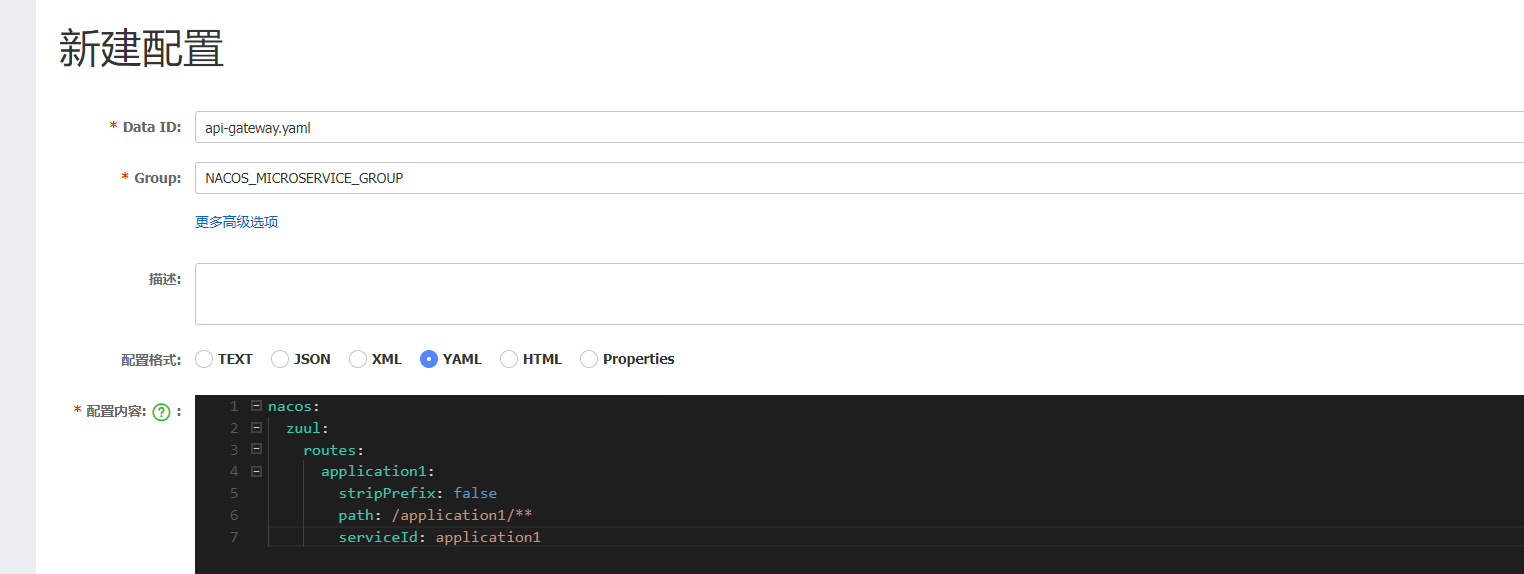 新建配置
* Data ID: api-gateway.yaml
* Group: NACOS_MICROSERVICE_GROUP
更多高级选项
描述:
配置格式: TEXT JSON XML YAML HTML Properties
* 配置内容: ? :
1 nacos:
2 zuul:
3 routes:
4 application1:
5 stripPrefix: false
6 path: /application1/**
7 serviceId: application1